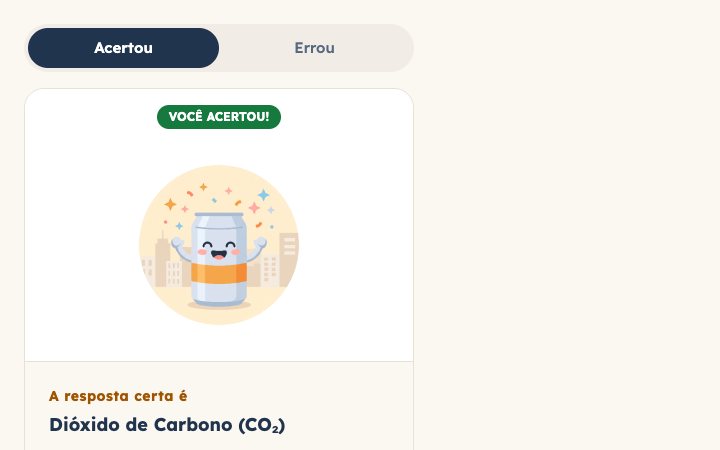 Acertou
Errou
VOCÊ ACERTOU!
A resposta certa é
Dióxido de Carbono (CO₂)